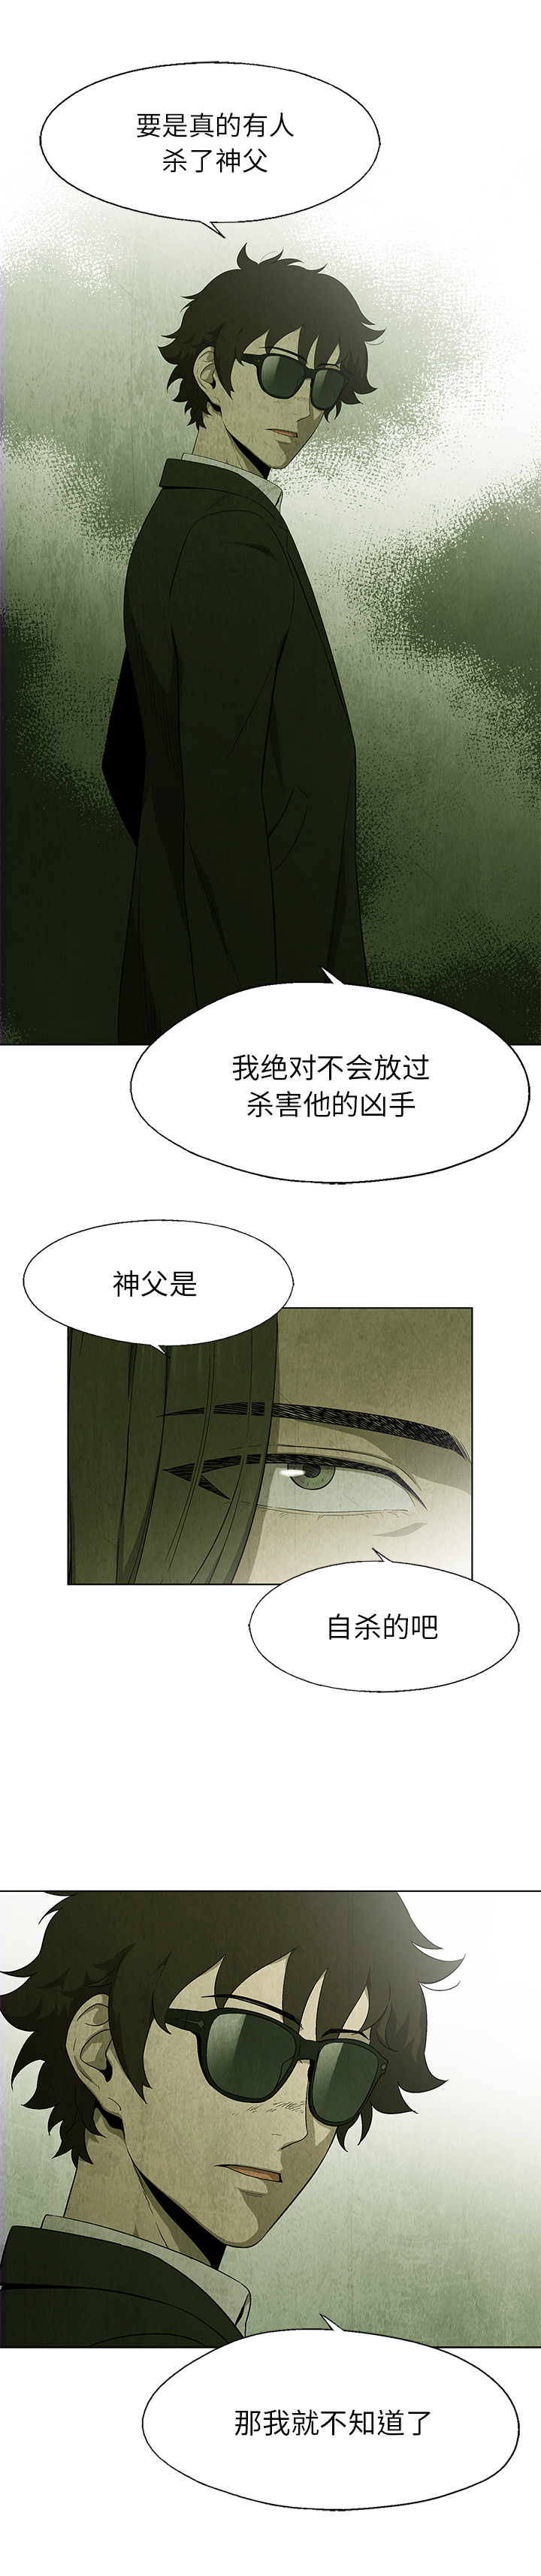 要是真的有人
杀了神父
我绝对不会放过
杀害他的凶手
神父是
自杀的吧
那我就不知道了